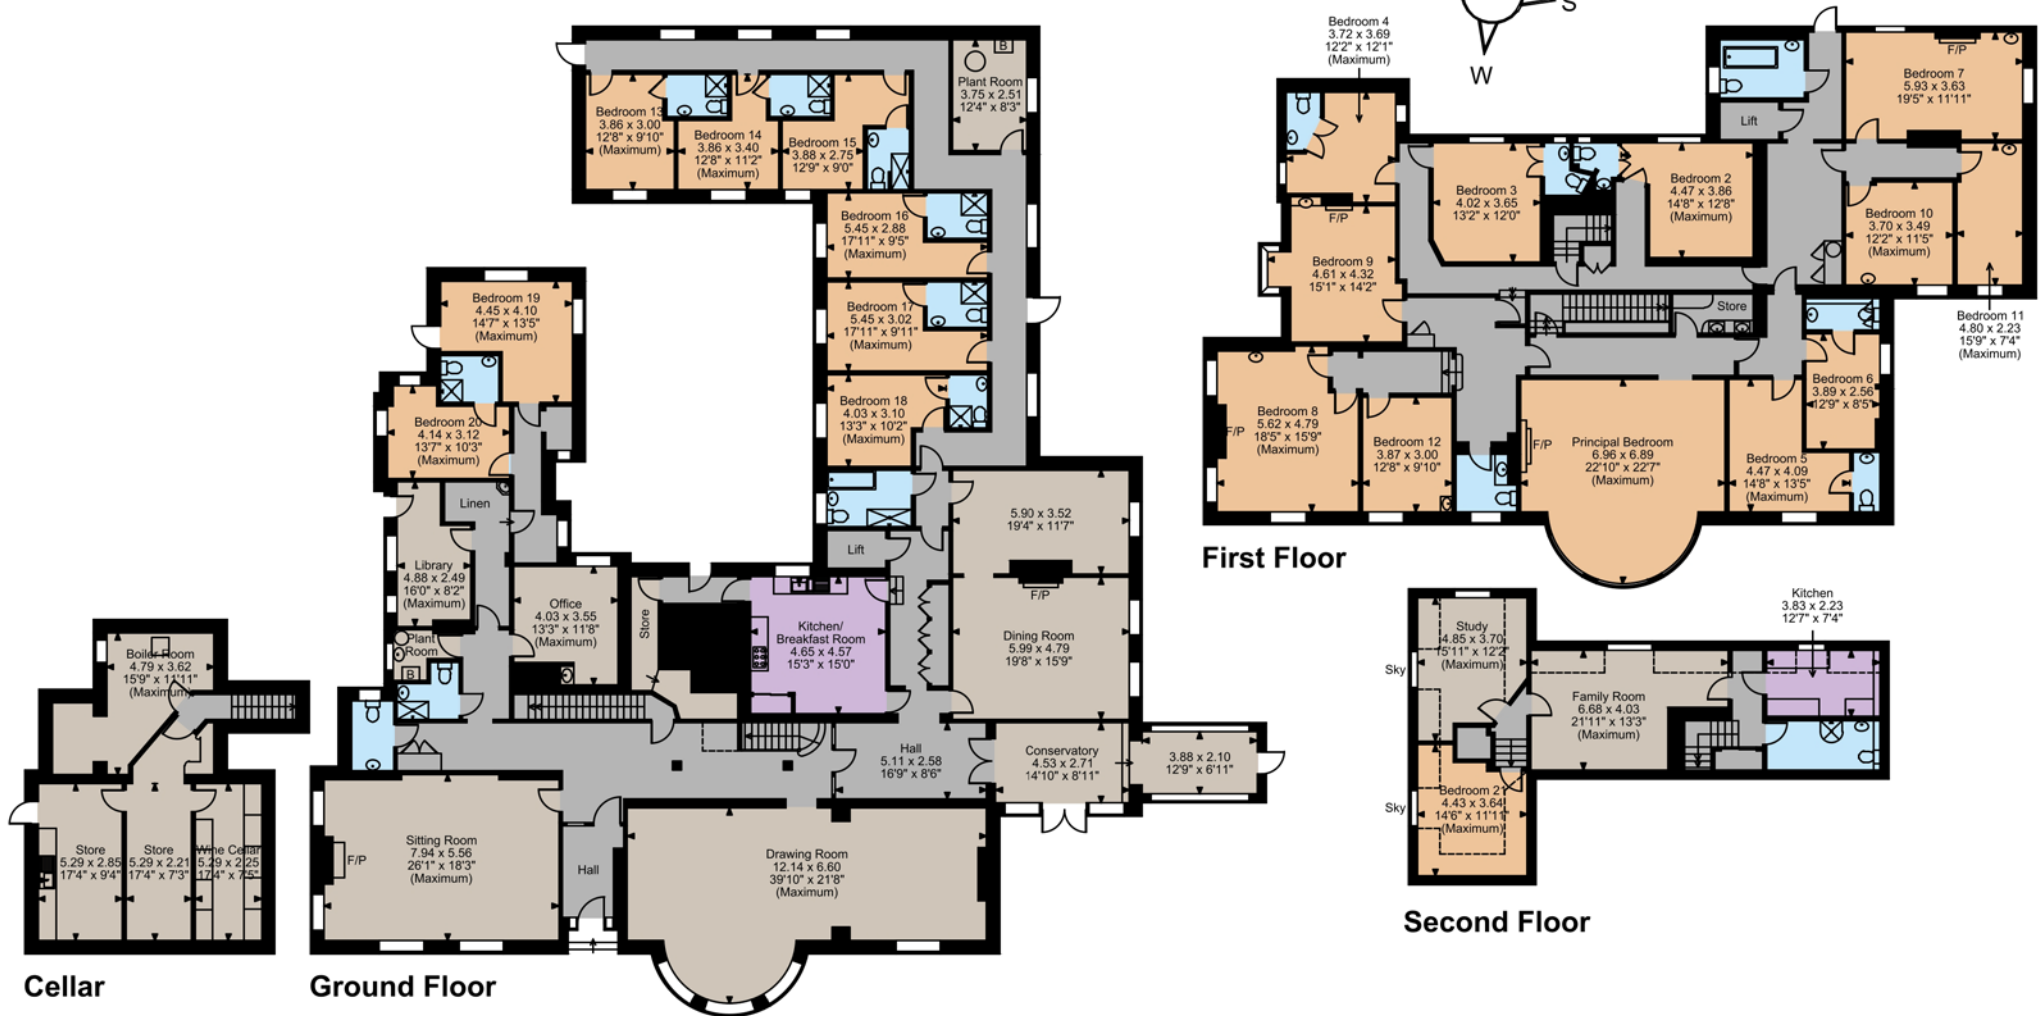 Bedroom 13
3.86 x 3.00
12'8" x 9'10"
(Maximum)
Bedroom 14
3.86 x 3.40
12'8" x 11'2"
(Maximum)
Bedroom 15
3.88 x 2.75
12'9" x 9'0"
(Maximum)
B
Plant Room
3.75 x 2.51
12'4" x 8'3"
Bedroom 16
5.45 x 2.88
17'11" x 9'5"
(Maximum)
Bedroom 17
5.45 x 3.02
17'11" x 9'11"
(Maximum)
Bedroom 18
4.03 x 3.10
13'3" x 10'2"
(Maximum)
Bedroom 19
4.45 x 4.10
14'7" x 13'5"
(Maximum)
Bedroom 20
4.14 x 3.12
13'7" x 10'3"
(Maximum)
Linen
Library
4.88 x 2.49
16'0" x 8'2"
(Maximum)
Plant
Room
B
Office
4.03 x 3.55
13'3" x 11'8"
(Maximum)
Store
Kitchen/
Breakfast Room
4.65 x 4.57
15'3" x 15'0"
Lift
5.90 x 3.52
19'4" x 11'7"
F/P
Dining Room
5.99 x 4.79
19'8" x 15'9"
Hall
5.11 x 2.58
16'9" x 8'6"
Conservatory
4.53 x 2.71
14'10" x 8'11"
3.88 x 2.10
12'9" x 6'11"
Sitting Room
7.94 x 5.56
26'1" x 18'3"
(Maximum)
F/P
Hall
Drawing Room
12.14 x 6.60
39'10" x 21'8"
(Maximum)
Ground Floor
Boiler Room
4.79 x 3.62
15'9" x 11'11"
(Maximum)
Store
5.29 x 2.85
17'4" x 9'4"
Store
5.29 x 2.21
17'4" x 7'3"
Wine Cellar
5.29 x 2.25
17'4" x 7'5"
Cellar
S
W
Bedroom 4
3.72 x 3.69
12'2" x 12'1"
(Maximum)
Bedroom 3
4.02 x 3.65
13'2" x 12'0"
Bedroom 2
4.47 x 3.86
14'8" x 12'8"
(Maximum)
Lift
F/P
Bedroom 7
5.93 x 3.63
19'5" x 11'11"
Bedroom 10
3.70 x 3.49
12'2" x 11'5"
(Maximum)
Bedroom 11
4.80 x 2.23
15'9" x 7'4"
(Maximum)
F/P
Bedroom 9
4.61 x 4.32
15'1" x 14'2"
Store
Bedroom 6
3.89 x 2.56
12'9" x 8'5"
Bedroom 8
5.62 x 4.79
18'5" x 15'9"
(Maximum)
F/P
Bedroom 12
3.87 x 3.00
12'8" x 9'10"
F/P
Principal Bedroom
6.96 x 6.89
22'10" x 22'7"
(Maximum)
Bedroom 5
4.47 x 4.09
14'8" x 13'5"
(Maximum)
First Floor
Study
4.85 x 3.70
15'11" x 12'2"
(Maximum)
Sky
Family Room
6.68 x 4.03
21'11" x 13'3"
(Maximum)
Kitchen
3.83 x 2.23
12'7" x 7'4"
Sky
Bedroom 21
4.43 x 3.64
14'6" x 11'11"
(Maximum)
Second Floor